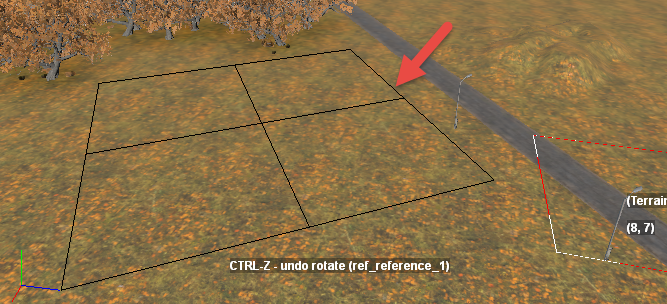 (Terrain
(8, 7)
CTRL-Z - undo rotate (ref_reference_1)